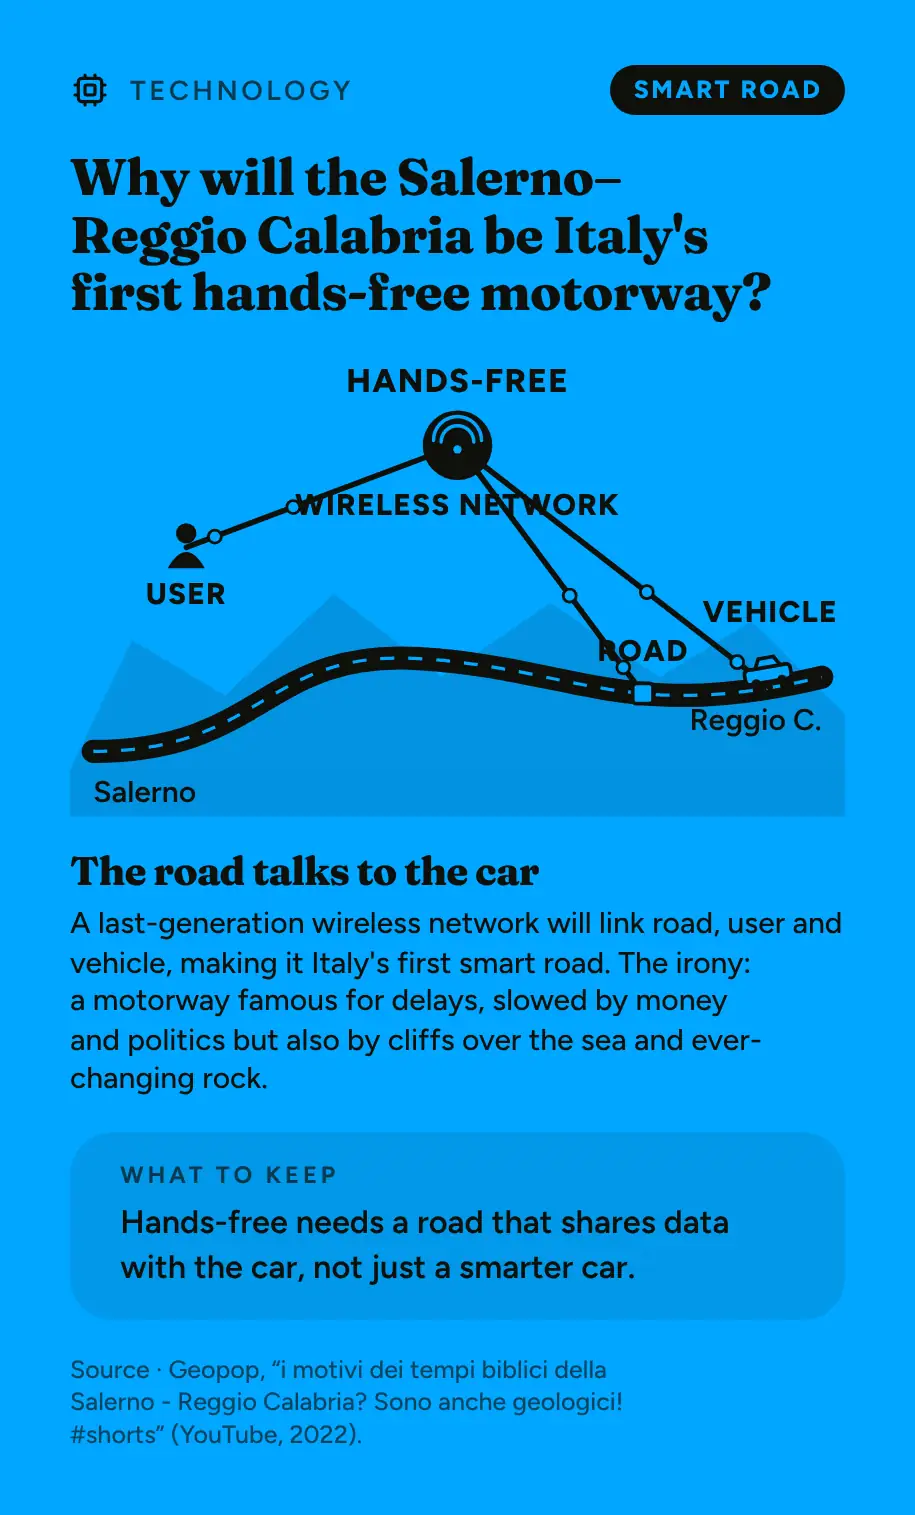 TECHNOLOGY
SMART ROAD
Why will the Salerno–
Reggio Calabria be Italy's
first hands-free motorway?
HANDS-FREE
WIRELESS NETWORK
USER
VEHICLE
ROAD
Reggio C.
Salerno
The road talks to the car
A last-generation wireless network will link road, user and
vehicle, making it Italy's first smart road. The irony:
a motorway famous for delays, slowed by money
and politics but also by cliffs over the sea and ever-
changing rock.
WHAT TO KEEP
Hands-free needs a road that shares data
with the car, not just a smarter car.
Source · Geopop, “i motivi dei tempi biblici della
Salerno - Reggio Calabria? Sono anche geologici!
#shorts” (YouTube, 2022).